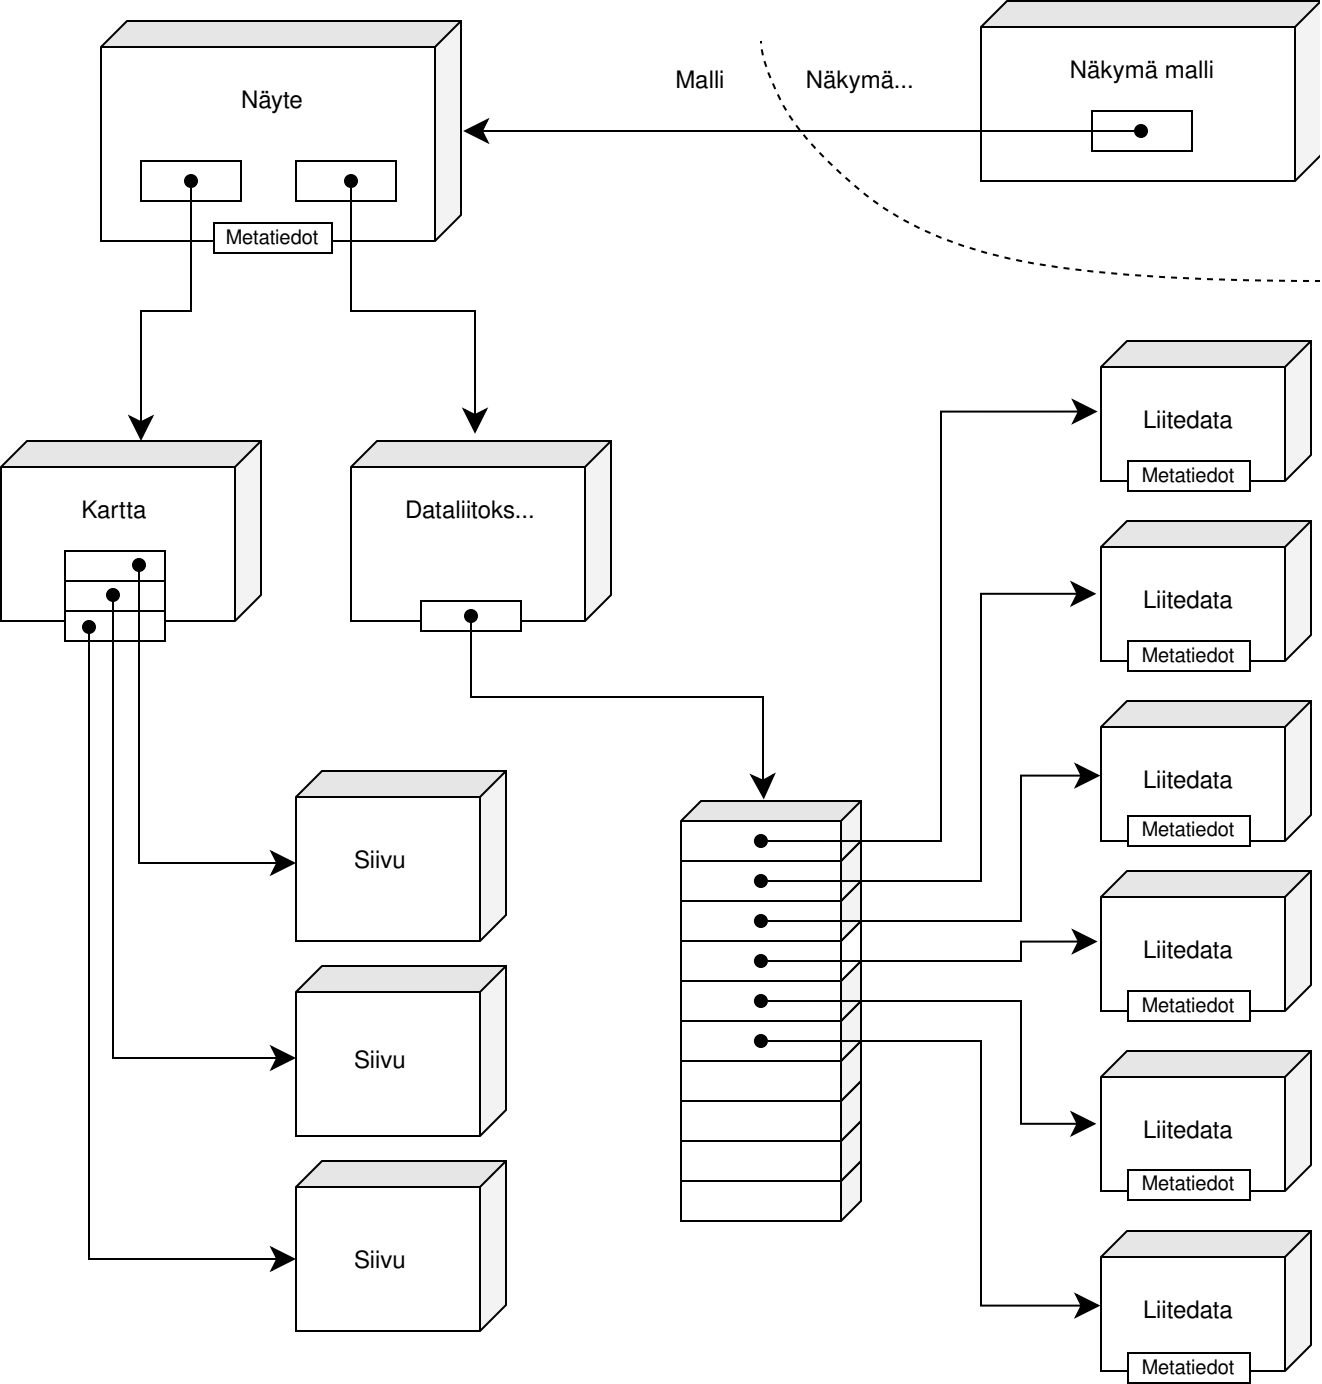 Näkymä malli
Malli
Näkymä...
Näyte
Metatiedot
Kartta
Dataliitoks...
Liitedata
Metatiedot
Liitedata
Metatiedot
Liitedata
Metatiedot
Liitedata
Metatiedot
Liitedata
Metatiedot
Liitedata
Metatiedot
Siivu
Siivu
Siivu